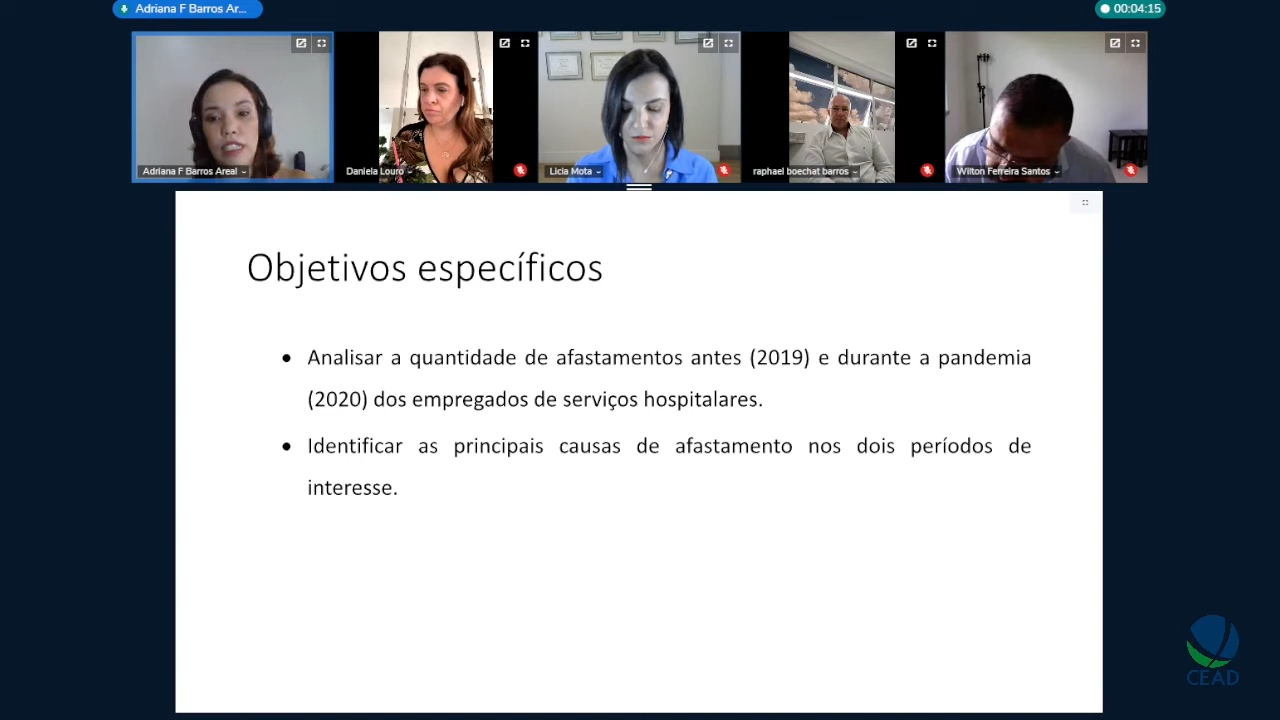 Adriana F Barros Ar...
00:04:15
Adriana F Barros Areal
Daniela Louro
Licia Mota
raphael boechat barros
Wilton Ferreira Santos
Objetivos específicos
• Analisar a quantidade de afastamentos antes (2019) e durante a pandemia
(2020) dos empregados de serviços hospitalares.
• Identificar as principais causas de afastamento nos dois períodos de
interesse.
CEAD